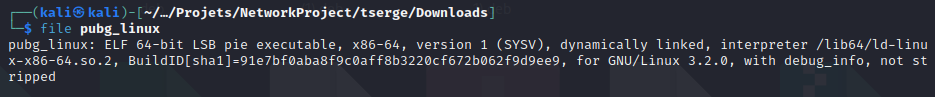 ┌──(kali㉿kali)-[~/…/Projets/NetworkProject/tserge/Downloads]
└─$ file pubg_linux
pubg_linux: ELF 64-bit LSB pie executable, x86-64, version 1 (SYSV), dynamically linked, interpreter /lib64/ld-linu
x-x86-64.so.2, BuildID[sha1]=91e7bf0aba8f9c0aff8b3220cf672b062f9d9ee9, for GNU/Linux 3.2.0, with debug_info, not st
ripped